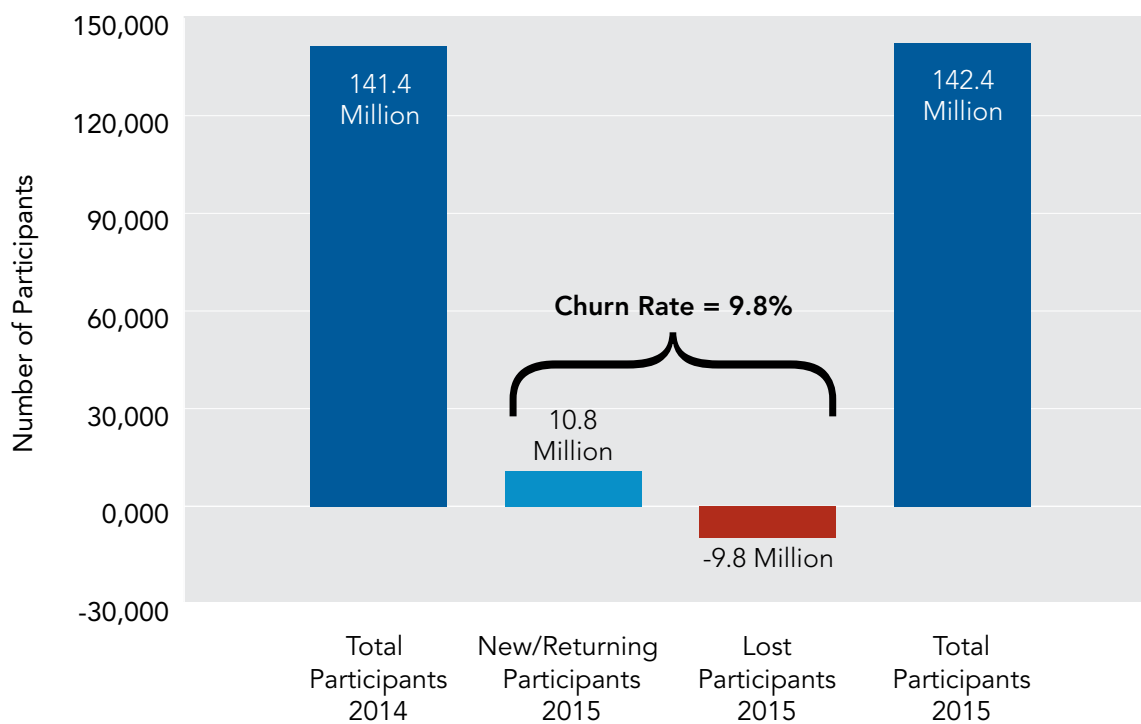 150,000
120,000
90,000
60,000
30,000
0,000
-30,000
Number of Participants
141.4
Million
142.4
Million
Churn Rate = 9.8%
10.8
Million
-9.8 Million
Total
Participants
2014
New/Returning
Participants
2015
Lost
Participants
2015
Total
Participants
2015